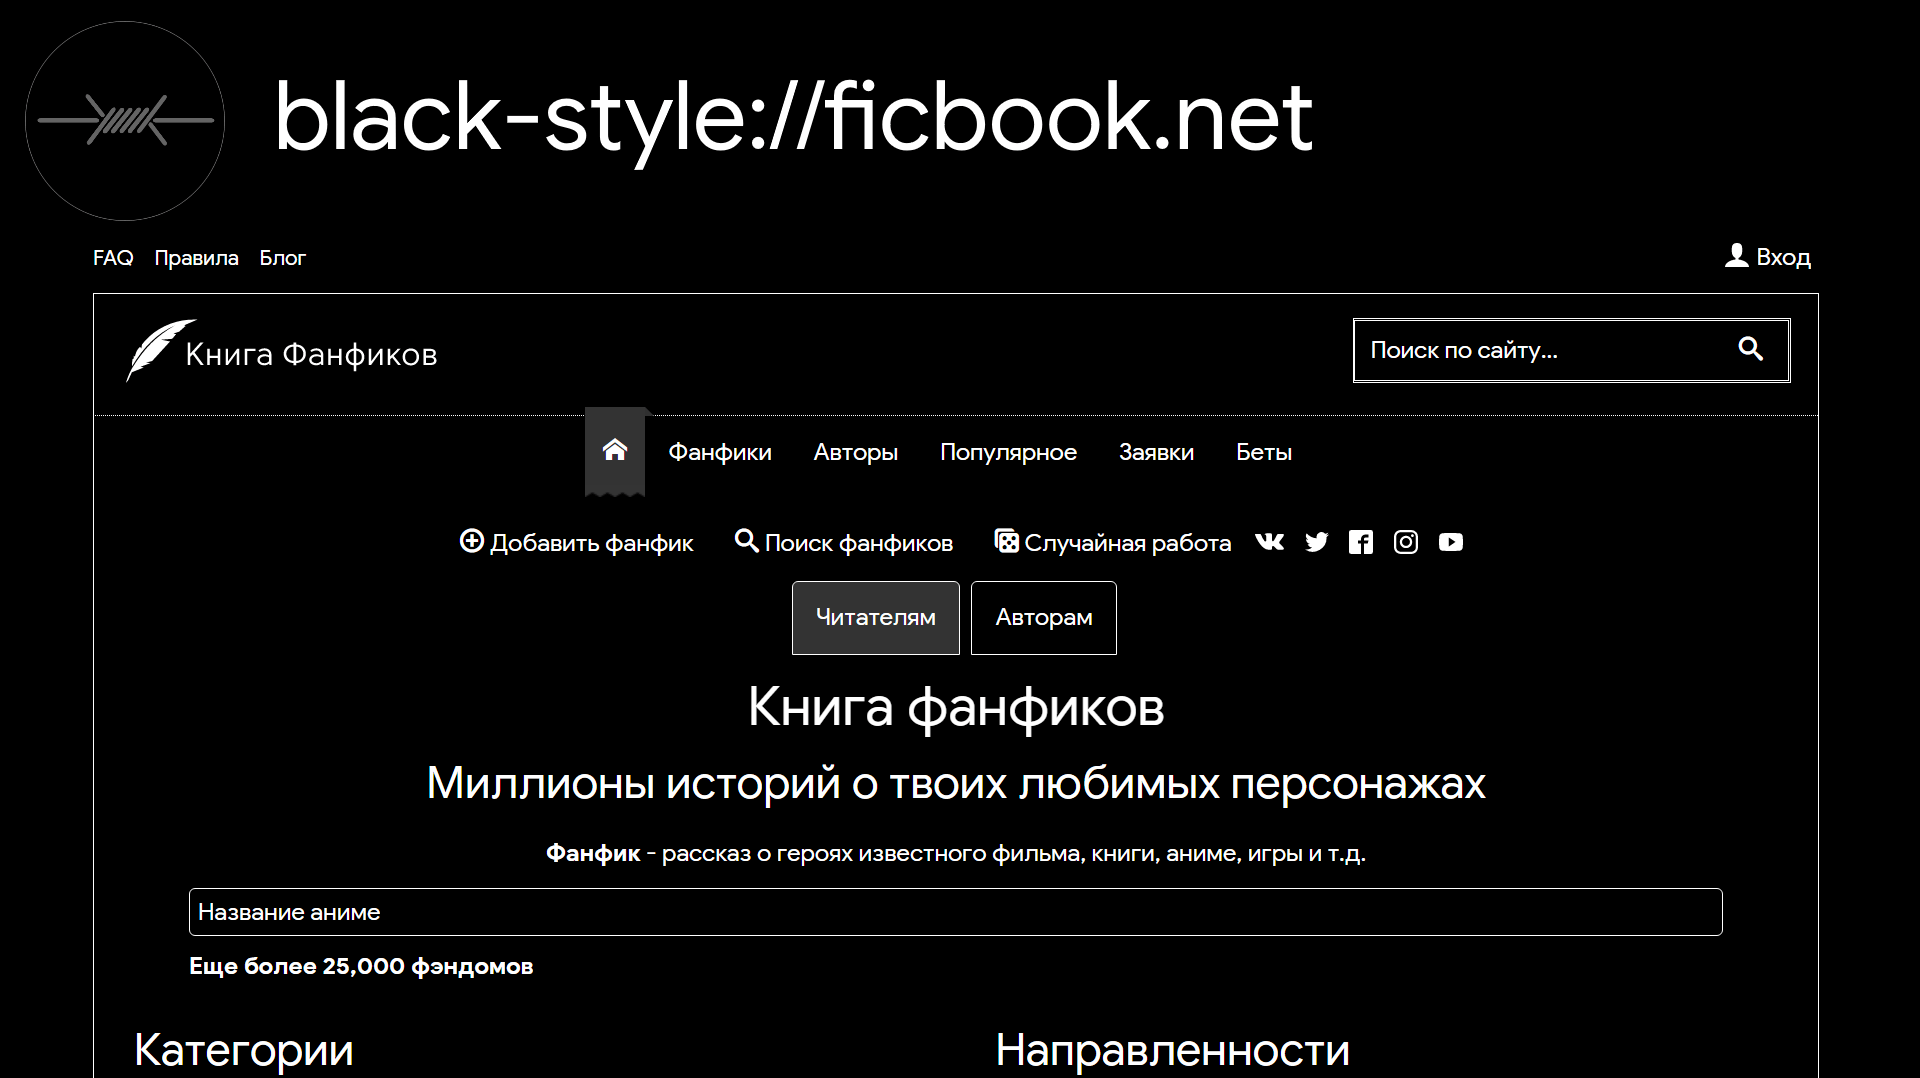 black-style://ficbook.net
FAQ Правила Блог
Вход
Книга Фанфиков
Поиск по сайту...
Фанфики Авторы Популярное Заявки Беты
Добавить фанфик Поиск фанфиков Случайная работа
Читателям Авторам
Книга фанфиков
Миллионы историй о твоих любимых персонажах
Фанфик - рассказ о героях известного фильма, книги, аниме, игры и т.д.
Название аниме
Еще более 25,000 фэндомов
Категории
Направленности